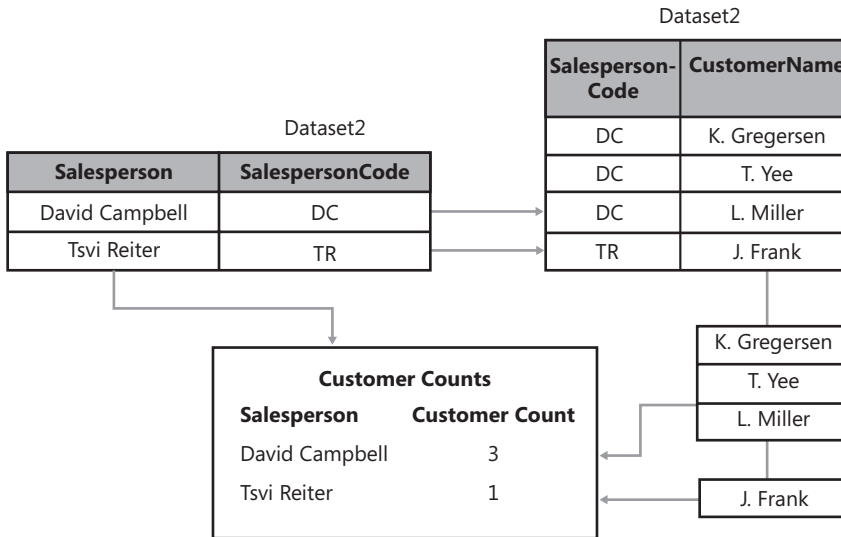 Dataset2
Salesperson-
Code
CustomerName
DC K. Gregersen
DC T. Yee
DC L. Miller
TR J. Frank
Dataset2
Salesperson SalespersonCode
David Campbell DC
Tsvi Reiter TR
K. Gregersen
T. Yee
L. Miller
J. Frank
Customer Counts
Salesperson Customer Count
David Campbell 3
Tsvi Reiter 1